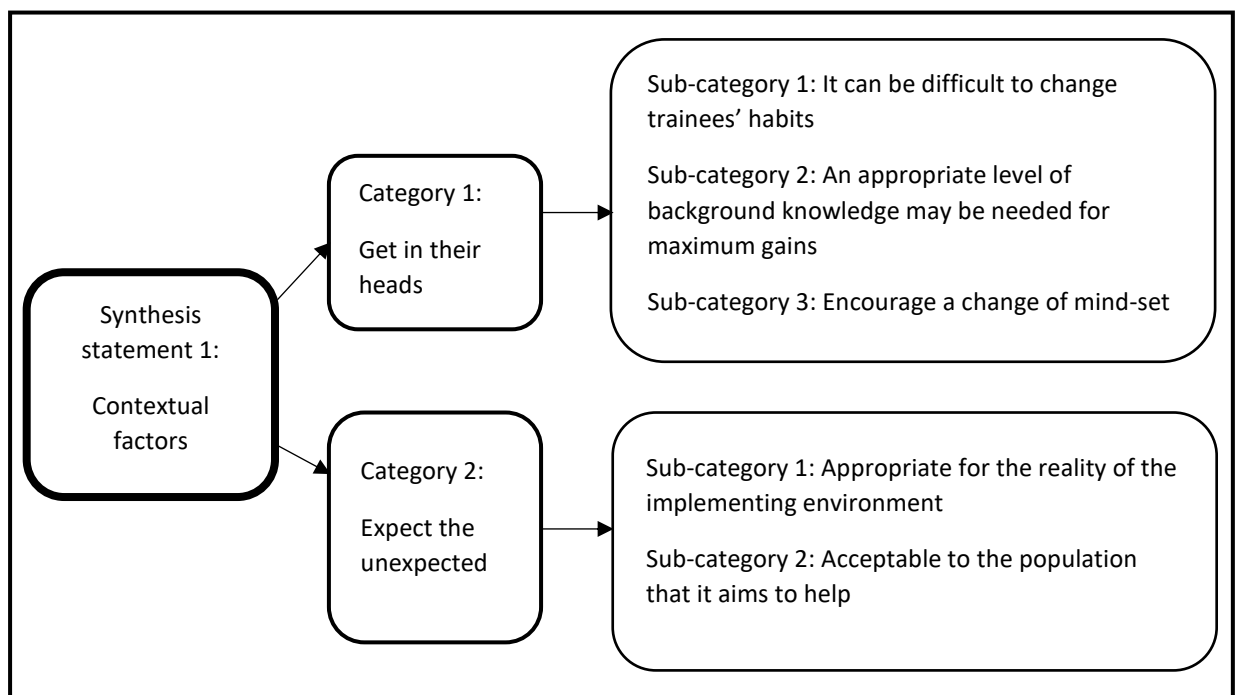 Synthesis
statement 1:
Contextual
factors
Category 1:
Get in their
heads
Sub-category 1: It can be difficult to change
trainees’ habits
Sub-category 2: An appropriate level of
background knowledge may be needed for
maximum gains
Sub-category 3: Encourage a change of mind-set
Category 2:
Expect the
unexpected
Sub-category 1: Appropriate for the reality of the
implementing environment
Sub-category 2: Acceptable to the population
that it aims to help